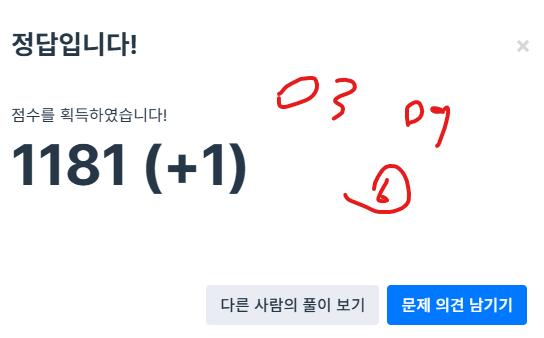 정답입니다!
×
점수를 획득하였습니다!
03
07
1181 (+1)
6
다른 사람의 풀이 보기
문제 의견 남기기